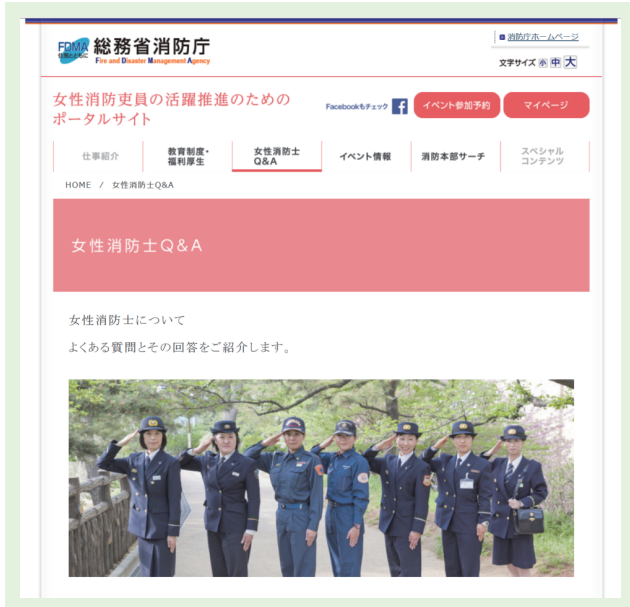 消防庁ホームページ
FDMA
住民とともに
総務省消防庁
Fire and Disaster Management Agency
文字サイズ 小 中 大
女性消防吏員の活躍推進のための
ポータルサイト
Facebookもチェック
イベント参加予約
マイページ
仕事紹介
教育制度・
福利厚生
女性消防士
Q&A
イベント情報
消防本部サーチ
スペシャル
コンテンツ
HOME / 女性消防士Q&A
女性消防士Q&A
女性消防士について
よくある質問とその回答をご紹介します。